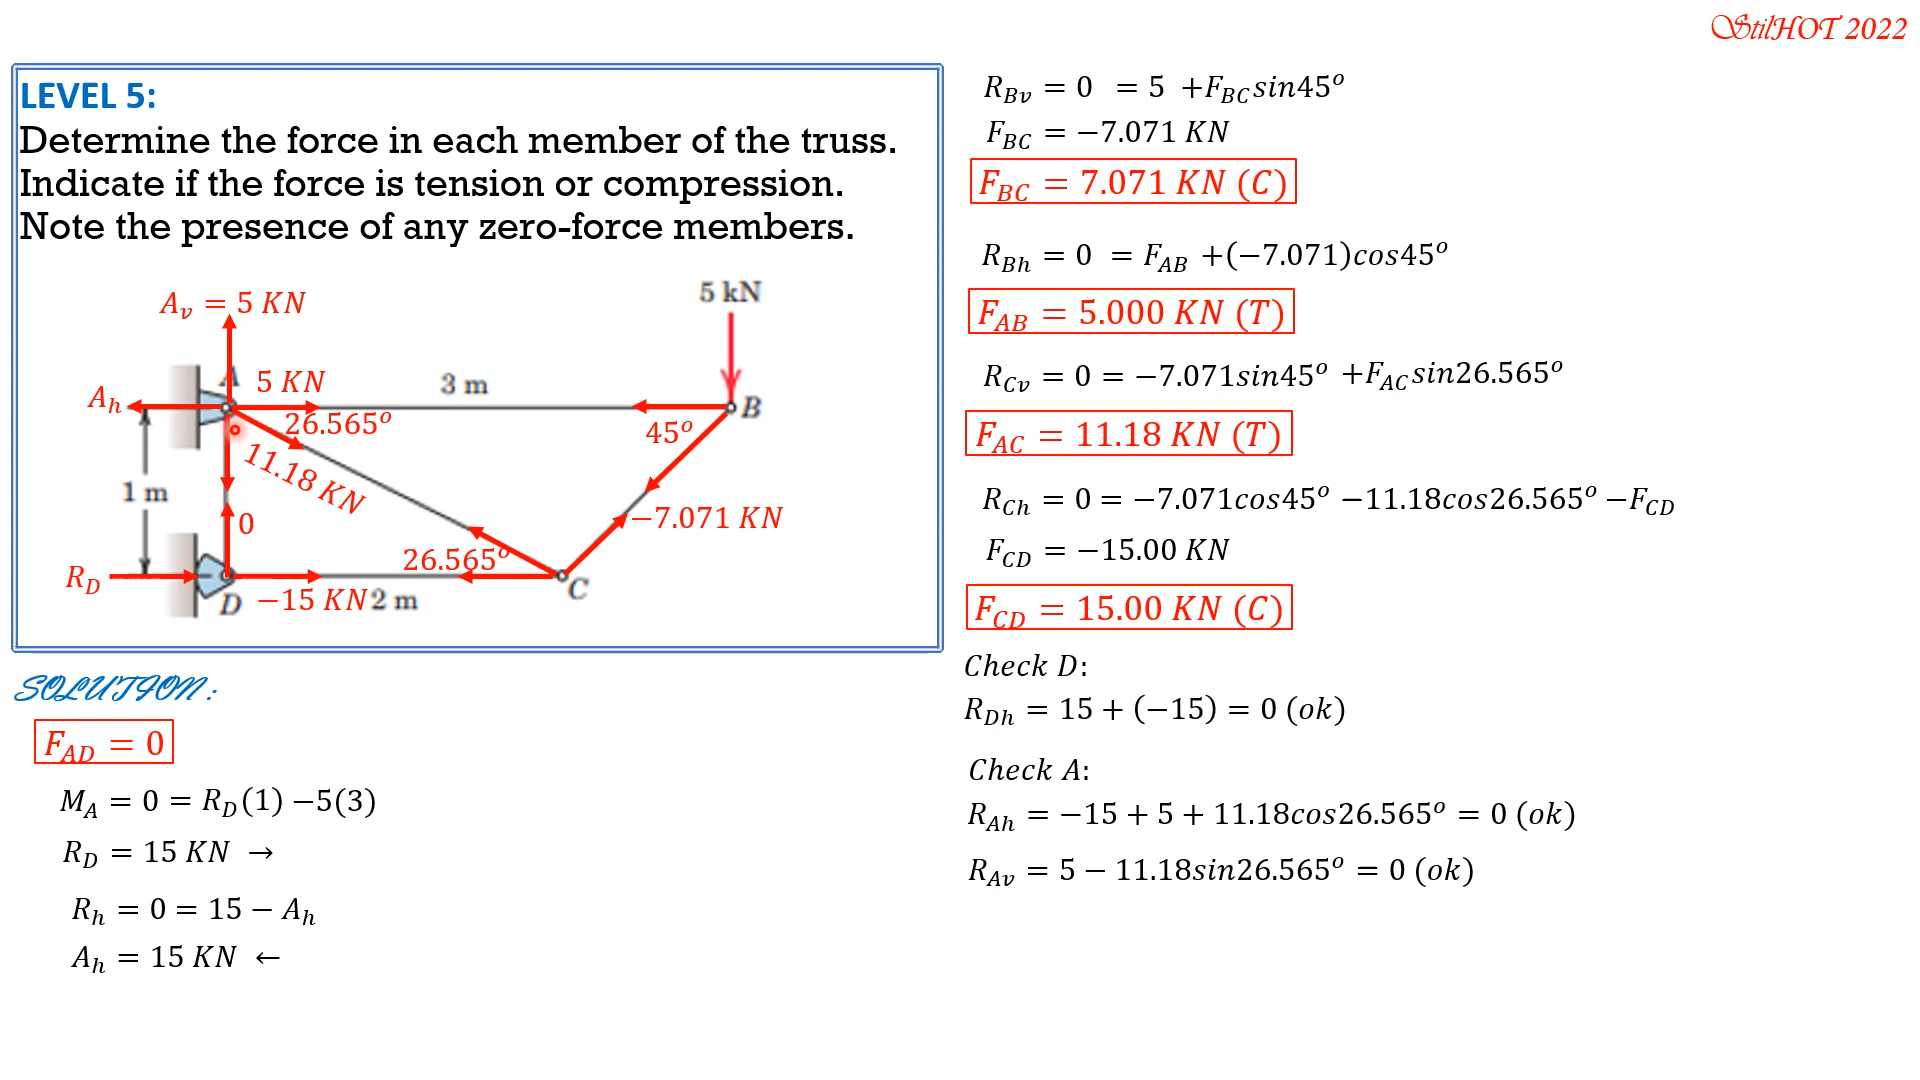 StilHOT 2022
LEVEL 5:
Determine the force in each member of the truss.
Indicate if the force is tension or compression.
Note the presence of any zero-force members.
A_v = 5 KN
5 kN
A
5 KN
3 m
A_h
26.565°
45°
B
11.18 KN
1 m
0
−7.071 KN
26.565°
R_D
D
−15 KN
2 m
C
SOLUTION:
F_AD = 0
M_A = 0 = R_D(1) −5(3)
R_D = 15 KN →
R_h = 0 = 15 − A_h
A_h = 15 KN ←
R_Bv = 0 = 5 +F_BC sin45°
F_BC = −7.071 KN
F_BC = 7.071 KN (C)
R_Bh = 0 = F_AB +(−7.071)cos45°
F_AB = 5.000 KN (T)
R_Cv = 0 = −7.071sin45° +F_AC sin26.565°
F_AC = 11.18 KN (T)
R_Ch = 0 = −7.071cos45° −11.18cos26.565° −F_CD
F_CD = −15.00 KN
F_CD = 15.00 KN (C)
Check D:
R_Dh = 15 + (−15) = 0 (ok)
Check A:
R_Ah = −15 + 5 + 11.18cos26.565° = 0 (ok)
R_Av = 5 − 11.18sin26.565° = 0 (ok)